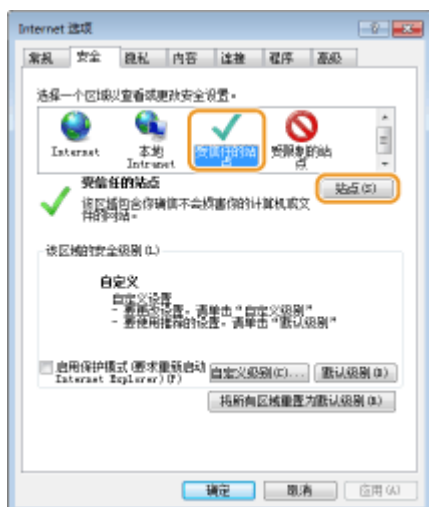 Internet 选项
常规 安全 隐私 内容 连接 程序 高级
选择一个区域以查看或更改安全设置。
Internet 本地 Intranet 受信任的站点 受限制的站点
受信任的站点
站点(S)
该区域包含你确信不会损害你的计算机或文
件的网站。
该区域的安全级别(L)
自定义
自定义设置
- 要更改设置，请单击“自定义级别”
- 要使用推荐的设置，请单击“默认级别”
启用保护模式(要求重新启动
Internet Explorer)(P)
自定义级别(C)... 默认级别(D)
将所有区域重置为默认级别(R)
确定 取消 应用(A)